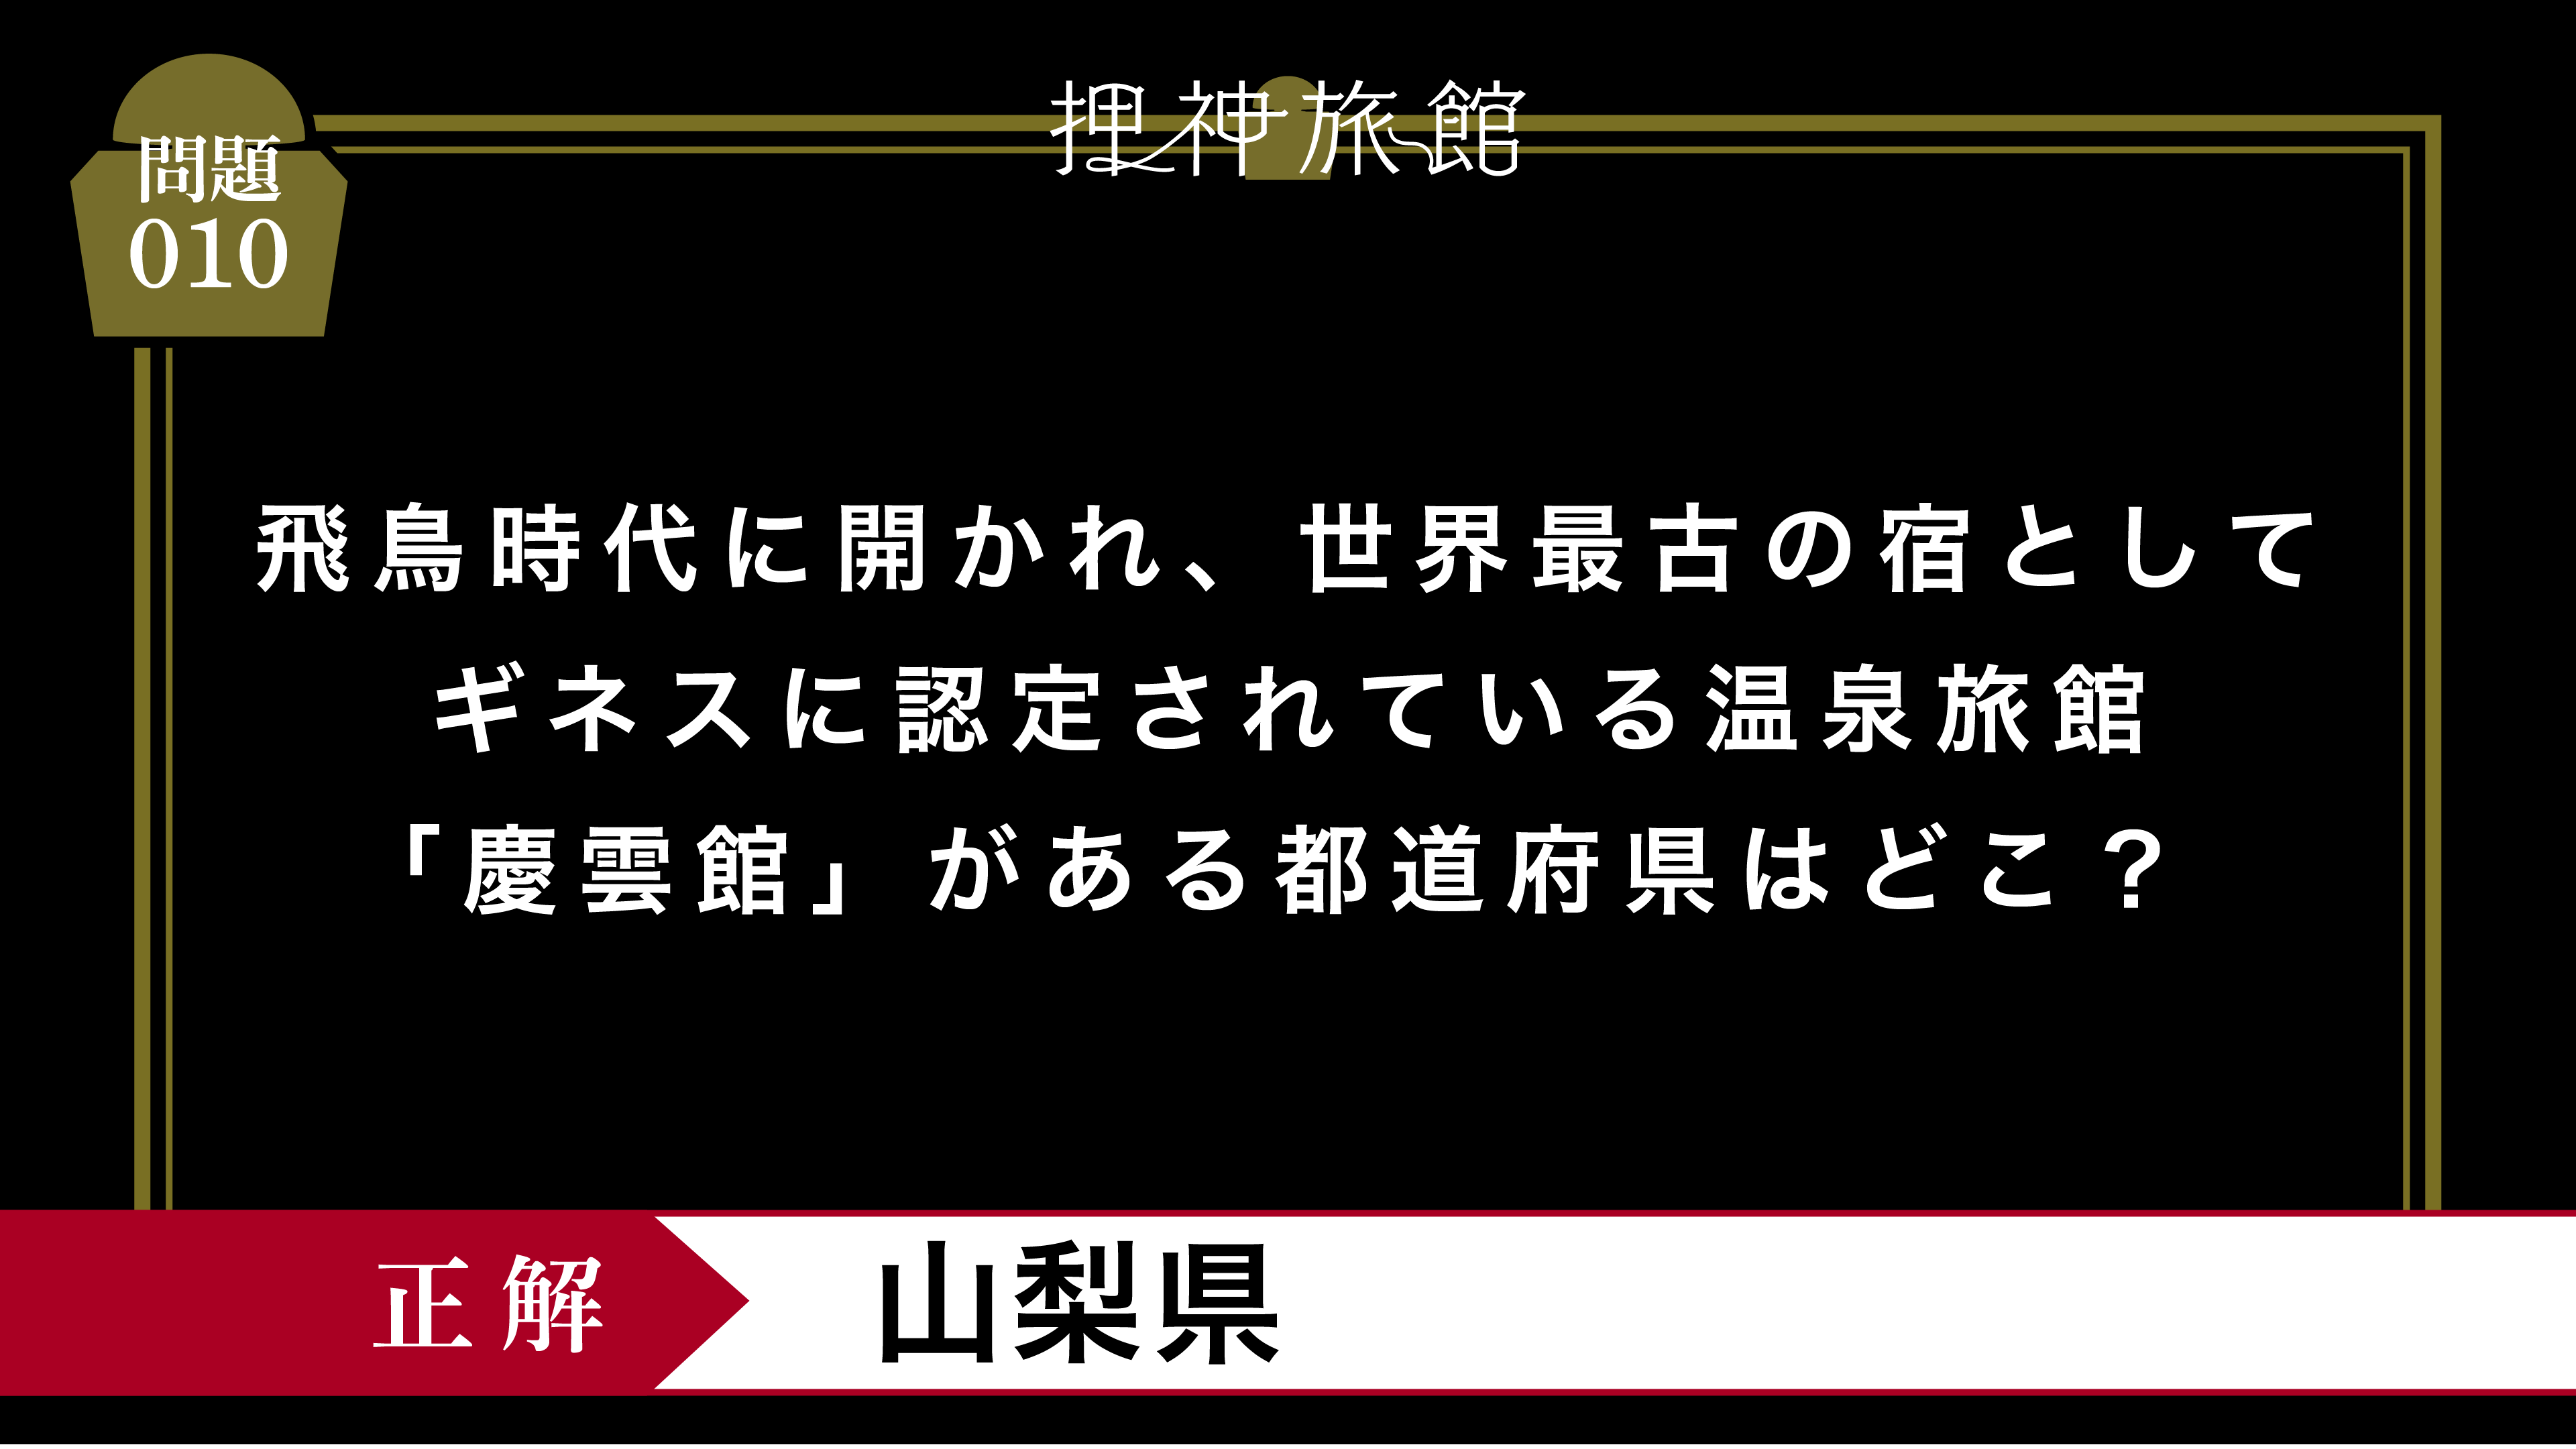 問題
010
押神旅館
飛鳥時代に開かれ、世界最古の宿として
ギネスに認定されている温泉旅館
「慶雲館」がある都道府県はどこ？
正解
山梨県